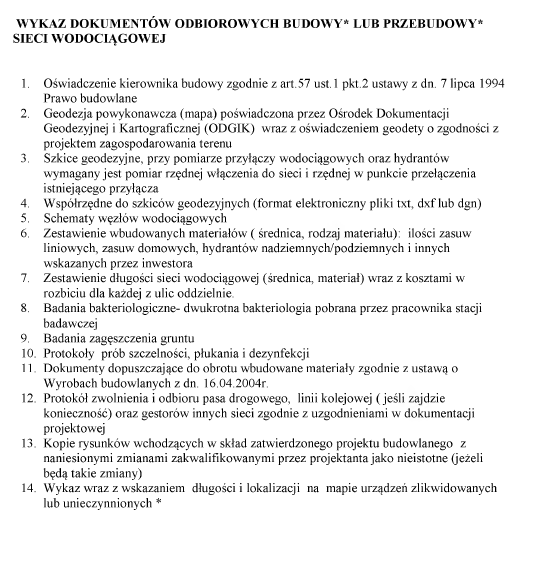 WYKAZ DOKUMENTÓW ODBIOROWYCH BUDOWY* LUB PRZEBUDOWY*
SIECI WODOCIĄGOWEJ
1. Oświadczenie kierownika budowy zgodnie z art.57 ust.1 pkt.2 ustawy z dn. 7 lipca 1994
Prawo budowlane
2. Geodezja powykonawcza (mapa) poświadczona przez Ośrodek Dokumentacji
Geodezyjnej i Kartograficznej (ODGIK) wraz z oświadczeniem geodety o zgodności z
projektem zagospodarowania terenu
3. Szkice geodezyjne, przy pomiarze przyłączy wodociągowych oraz hydrantów
wymagany jest pomiar rzędnej włączenia do sieci i rzędnej w punkcie przełączenia
istniejącego przyłącza
4. Współrzędne do szkiców geodezyjnych (format elektroniczny pliki txt, dxf lub dgn)
5. Schematy węzłów wodociągowych
6. Zestawienie wbudowanych materiałów ( średnica, rodzaj materiału): ilości zasuw
liniowych, zasuw domowych, hydrantów nadziemnych/podziemnych i innych
wskazanych przez inwestora
7. Zestawienie długości sieci wodociągowej (średnica, materiał) wraz z kosztami w
rozbiciu dla każdej z ulic oddzielnie.
8. Badania bakteriologiczne- dwukrotna bakteriologia pobrana przez pracownika stacji
badawczej
9. Badania zagęszczenia gruntu
10. Protokoły prób szczelności, płukania i dezynfekcji
11. Dokumenty dopuszczające do obrotu wbudowane materiały zgodnie z ustawą o
Wyrobach budowlanych z dn. 16.04.2004r.
12. Protokół zwolnienia i odbioru pasa drogowego, linii kolejowej ( jeśli zajdzie
konieczność) oraz gestorów innych sieci zgodnie z uzgodnieniami w dokumentacji
projektowej
13. Kopie rysunków wchodzących w skład zatwierdzonego projektu budowlanego z
naniesionymi zmianami zakwalifikowanymi przez projektanta jako nieistotne (jeżeli
będą takie zmiany)
14. Wykaz wraz z wskazaniem długości i lokalizacji na mapie urządzeń zlikwidowanych
lub unieczynnionych *